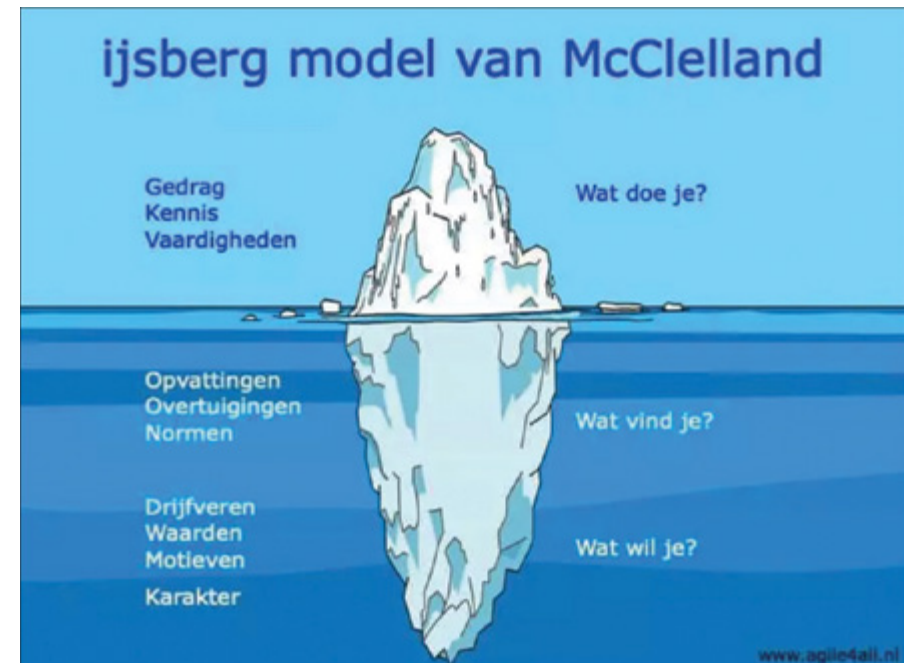 ijsberg model van McClelland
Gedrag
Kennis
Vaardigheden
Wat doe je?
Opvattingen
Overtuigingen
Normen
Wat vind je?
Drijfveren
Waarden
Motieven
Karakter
Wat wil je?
www.agile4all.nl